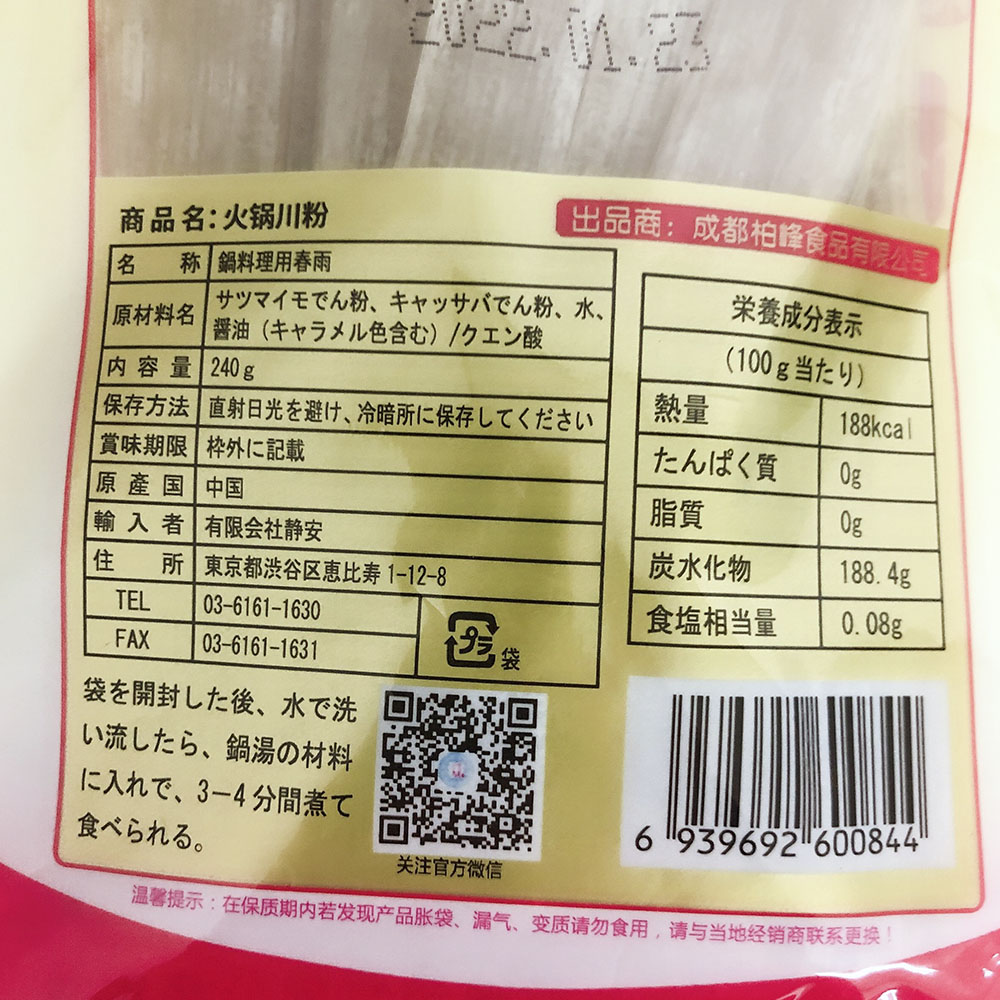 2022.01.23
商品名:火锅川粉
出品商：成都柏峰食品有限公司
名 称 鍋料理用春雨
原材料名 サツマイモでん粉、キャッサバでん粉、水、
醤油（キャラメル色含む）/クエン酸
内容量 240g
保存方法 直射日光を避け、冷暗所に保存してください
賞味期限 枠外に記載
原産国 中国
輸入者 有限会社静安
住 所 東京都渋谷区恵比寿1-12-8
TEL 03-6161-1630
FAX 03-6161-1631
プラ
袋
栄養成分表示
(100g当たり)
熱量 188kcal
たんぱく質 0g
脂質 0g
炭水化物 188.4g
食塩相当量 0.08g
袋を開封した後、水で洗
い流したら、鍋湯の材料
に入れで、3－4分間煮て
食べられる。
关注官方微信
6 939692 600844
温馨提示：在保质期内若发现产品胀袋、漏气、变质请勿食用，请与当地经销商联系更换！